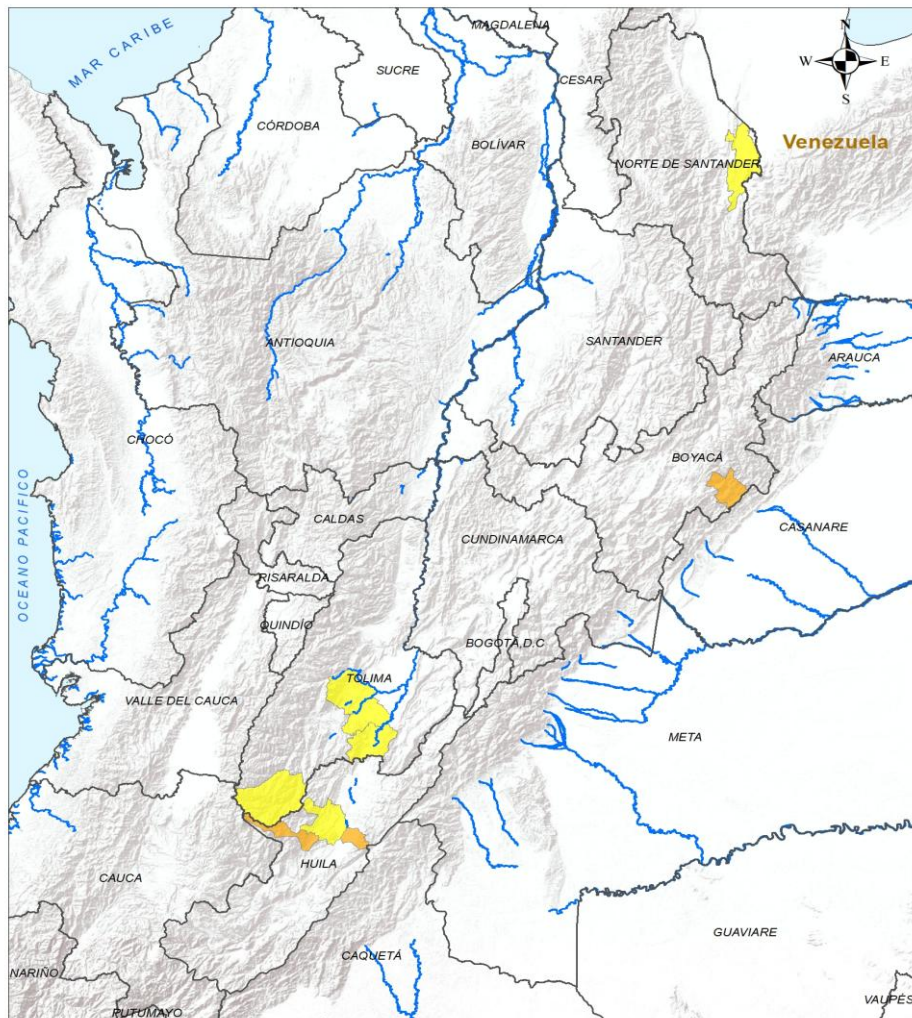 MAGDALENA
MAR CARIBE
N
W
E
S
SUCRE
CESAR
CÓRDOBA
BOLÍVAR
Venezuela
NORTE DE SANTANDER
ANTIOQUIA
SANTANDER
ARAUCA
CHOCÓ
BOYACÁ
OCEANO PACIFICO
CALDAS
CASANARE
CUNDINAMARCA
RISARALDA
QUINDÍO
BOGOTÁ,D.C
TOLIMA
VALLE DEL CAUCA
META
HUILA
CAUCA
GUAVIARE
CAQUETÁ
NARIÑO
VAUPÉS
PUTUMAYO